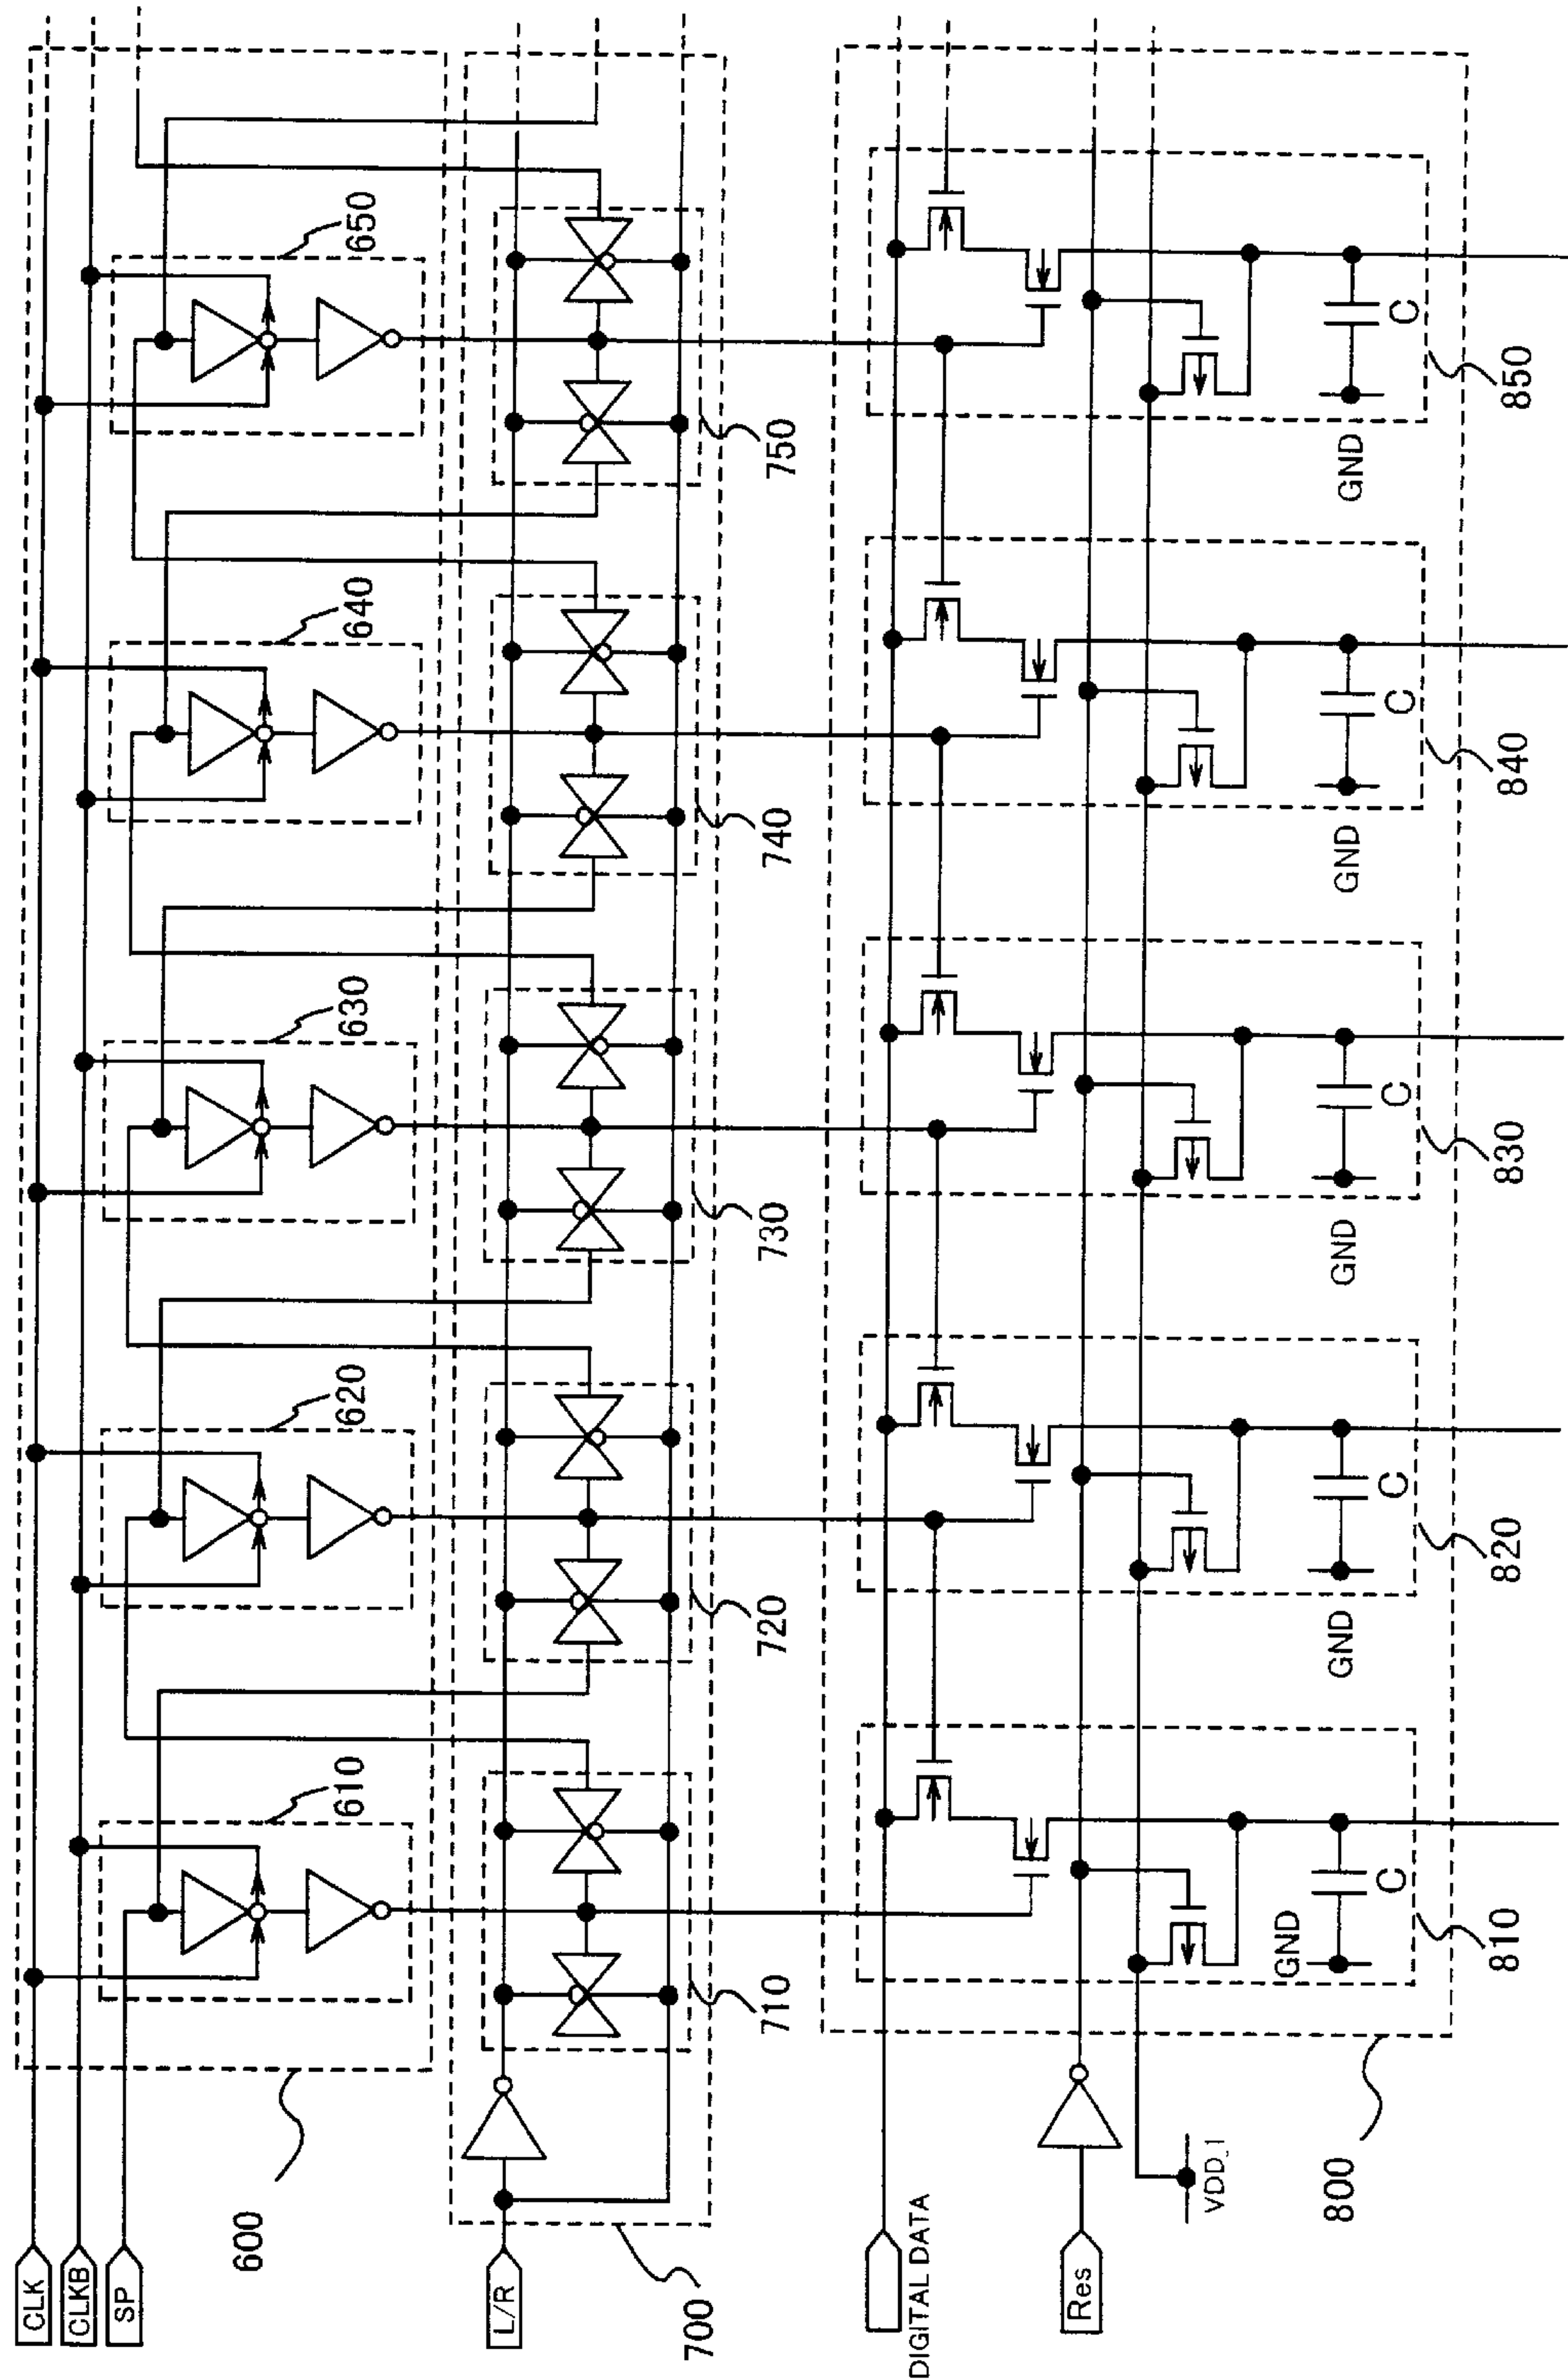 CLK
CLKB
SP
600
610
620
630
640
650
L/R
700
710
720
730
740
750
DIGITAL DATA
Res
VDD_1
800
GND
C
810
GND
C
820
GND
C
830
GND
C
840
GND
C
850